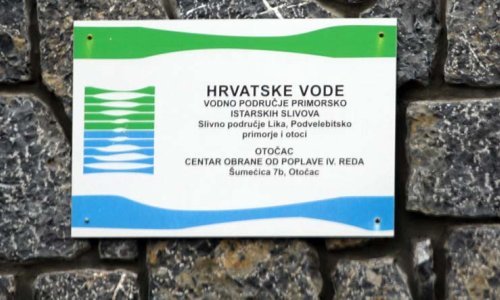 HRVATSKE VODE
VODNO PODRUČJE PRIMORSKO
ISTARSKIH SLIVOVA
Slivno područje Lika, Podvelebitsko
primorje i otoci
OTOČAC
CENTAR OBRANE OD POPLAVE IV. REDA
Šumećica 7b, Otočac